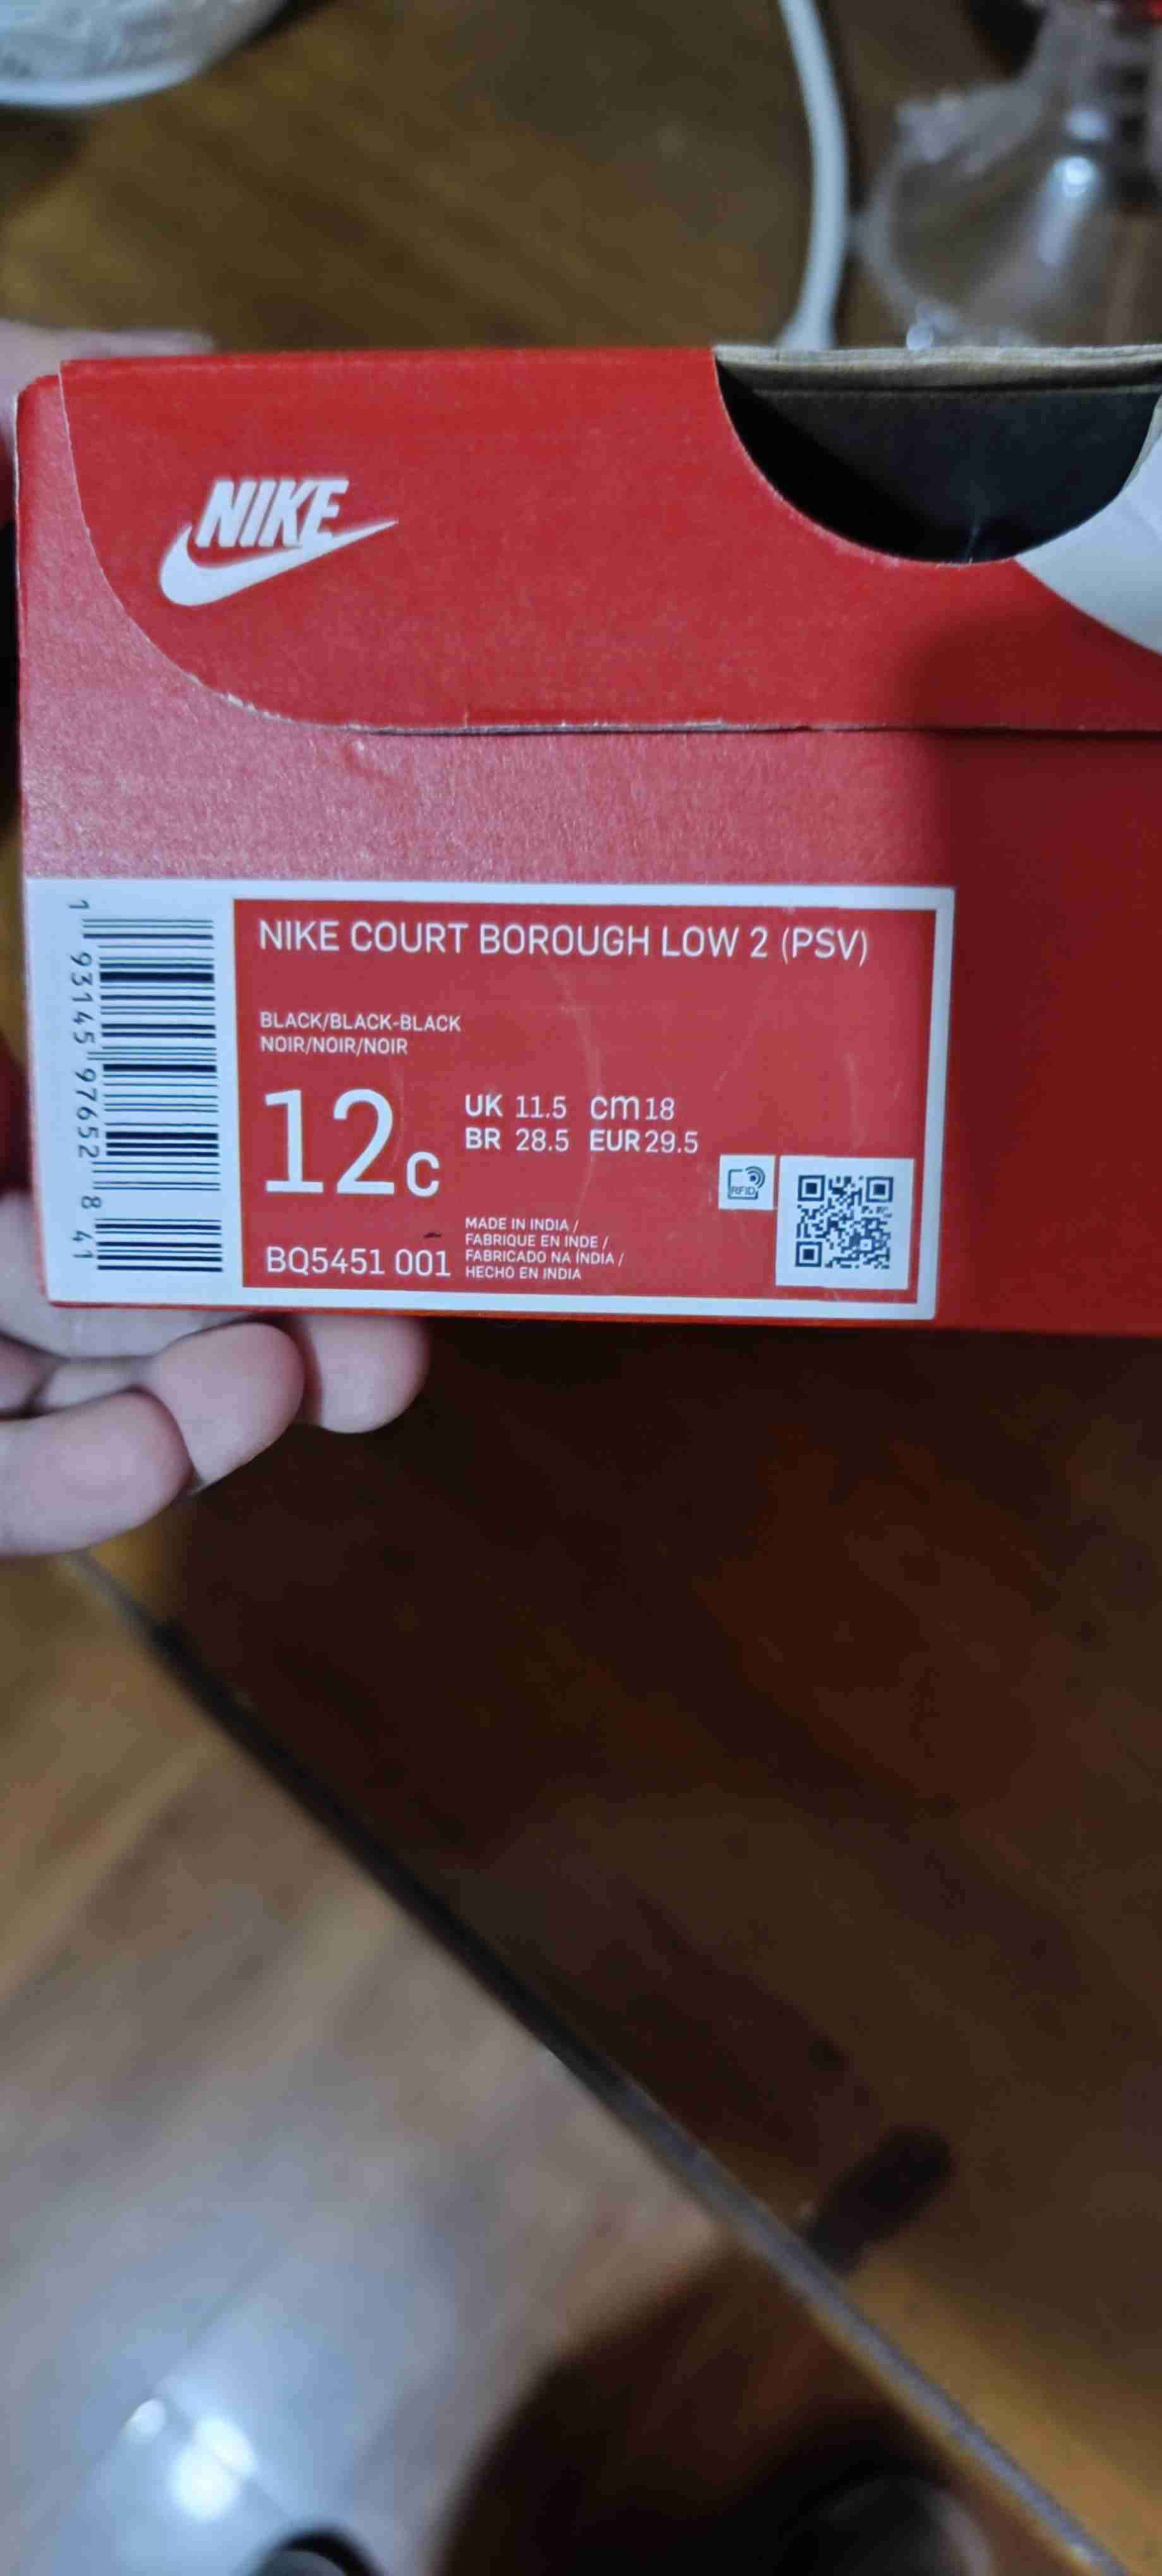 NIKE
NIKE COURT BOROUGH LOW 2 (PSV)
BLACK/BLACK-BLACK
NOIR/NOIR/NOIR
12c
UK 11.5 cm 18
BR 28.5 EUR 29.5
RFID
BQ5451 001
MADE IN INDIA /
FABRIQUE EN INDE /
FABRICADO NA ÍNDIA /
HECHO EN INDIA
1 93145 97652 8 41